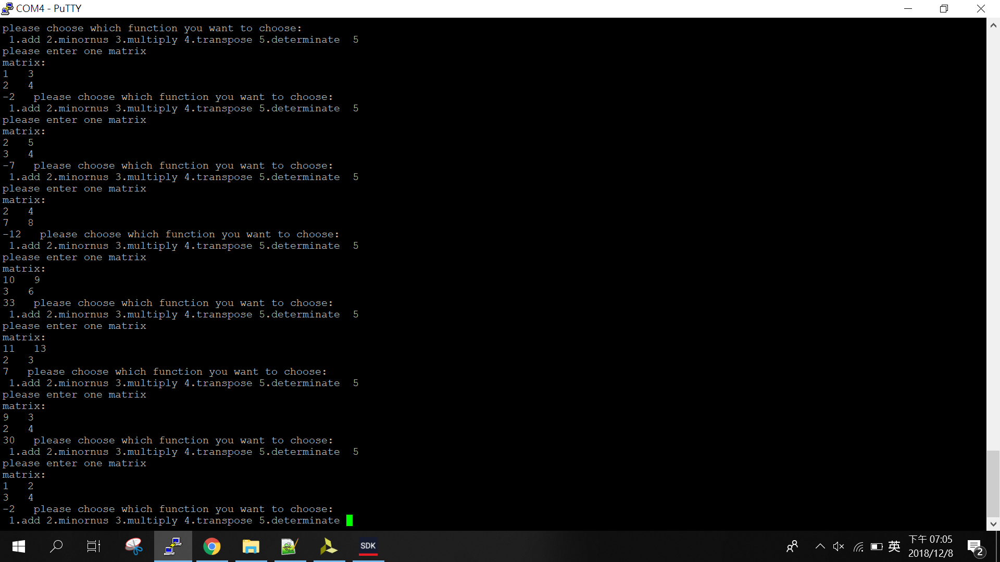 COM4 - PuTTY
please choose which function you want to choose:
 1.add 2.minornus 3.multiply 4.transpose 5.determinate  5
please enter one matrix
matrix:
1   3
2   4
-2   please choose which function you want to choose:
 1.add 2.minornus 3.multiply 4.transpose 5.determinate  5
please enter one matrix
matrix:
2   5
3   4
-7   please choose which function you want to choose:
 1.add 2.minornus 3.multiply 4.transpose 5.determinate  5
please enter one matrix
matrix:
2   4
7   8
-12   please choose which function you want to choose:
 1.add 2.minornus 3.multiply 4.transpose 5.determinate  5
please enter one matrix
matrix:
10   9
3   6
33   please choose which function you want to choose:
 1.add 2.minornus 3.multiply 4.transpose 5.determinate  5
please enter one matrix
matrix:
11   13
2   3
7   please choose which function you want to choose:
 1.add 2.minornus 3.multiply 4.transpose 5.determinate  5
please enter one matrix
matrix:
9   3
2   4
30   please choose which function you want to choose:
 1.add 2.minornus 3.multiply 4.transpose 5.determinate  5
please enter one matrix
matrix:
1   2
3   4
-2   please choose which function you want to choose:
 1.add 2.minornus 3.multiply 4.transpose 5.determinate
SDK
英
下午 07:05
2018/12/8
2